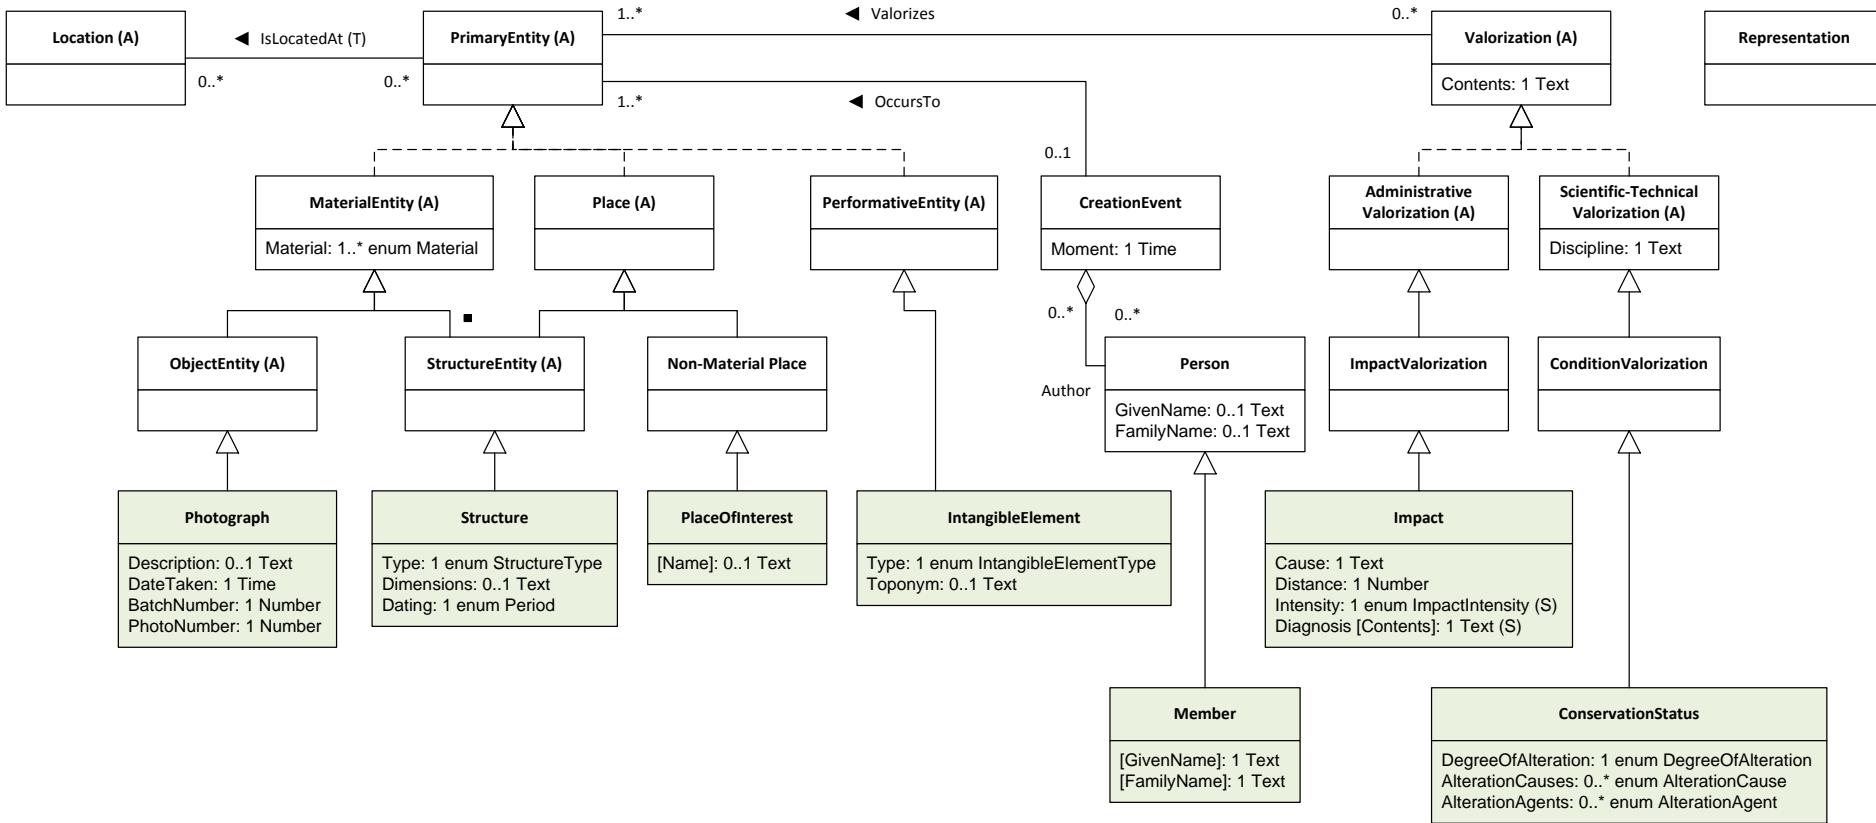 1..*
◄ Valorizes
0..*
Location (A)
◄ IsLocatedAt (T)
0..*
0..*
PrimaryEntity (A)
1..*
◄ OccursTo
0..1
Valorization (A)
Contents: 1 Text
Representation
MaterialEntity (A)
Material: 1..* enum Material
Place (A)
PerformativeEntity (A)
CreationEvent
Moment: 1 Time
0..*
0..*
Administrative
Valorization (A)
Scientific-Technical
Valorization (A)
Discipline: 1 Text
ObjectEntity (A)
StructureEntity (A)
Non-Material Place
Author
Person
GivenName: 0..1 Text
FamilyName: 0..1 Text
ImpactValorization
ConditionValorization
Photograph
Description: 0..1 Text
DateTaken: 1 Time
BatchNumber: 1 Number
PhotoNumber: 1 Number
Structure
Type: 1 enum StructureType
Dimensions: 0..1 Text
Dating: 1 enum Period
PlaceOfInterest
[Name]: 0..1 Text
IntangibleElement
Type: 1 enum IntangibleElementType
Toponym: 0..1 Text
Impact
Cause: 1 Text
Distance: 1 Number
Intensity: 1 enum ImpactIntensity (S)
Diagnosis [Contents]: 1 Text (S)
Member
[GivenName]: 1 Text
[FamilyName]: 1 Text
ConservationStatus
DegreeOfAlteration: 1 enum DegreeOfAlteration
AlterationCauses: 0..* enum AlterationCause
AlterationAgents: 0..* enum AlterationAgent